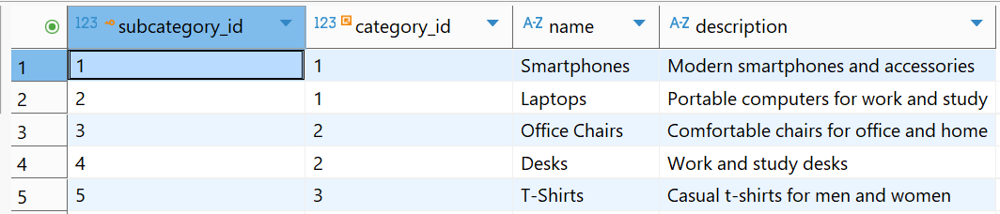 123 subcategory_id 123 category_id A-Z name A-Z description
1 1 1 Smartphones Modern smartphones and accessories
2 2 1 Laptops Portable computers for work and study
3 3 2 Office Chairs Comfortable chairs for office and home
4 4 2 Desks Work and study desks
5 5 3 T-Shirts Casual t-shirts for men and women